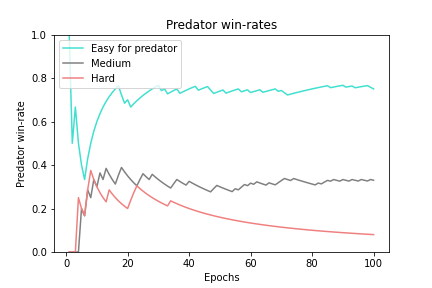 Predator win-rates
Easy for predator
Medium
Hard
Predator win-rate
1.0
0.8
0.6
0.4
0.2
0.0
0
20
40
60
80
100
Epochs